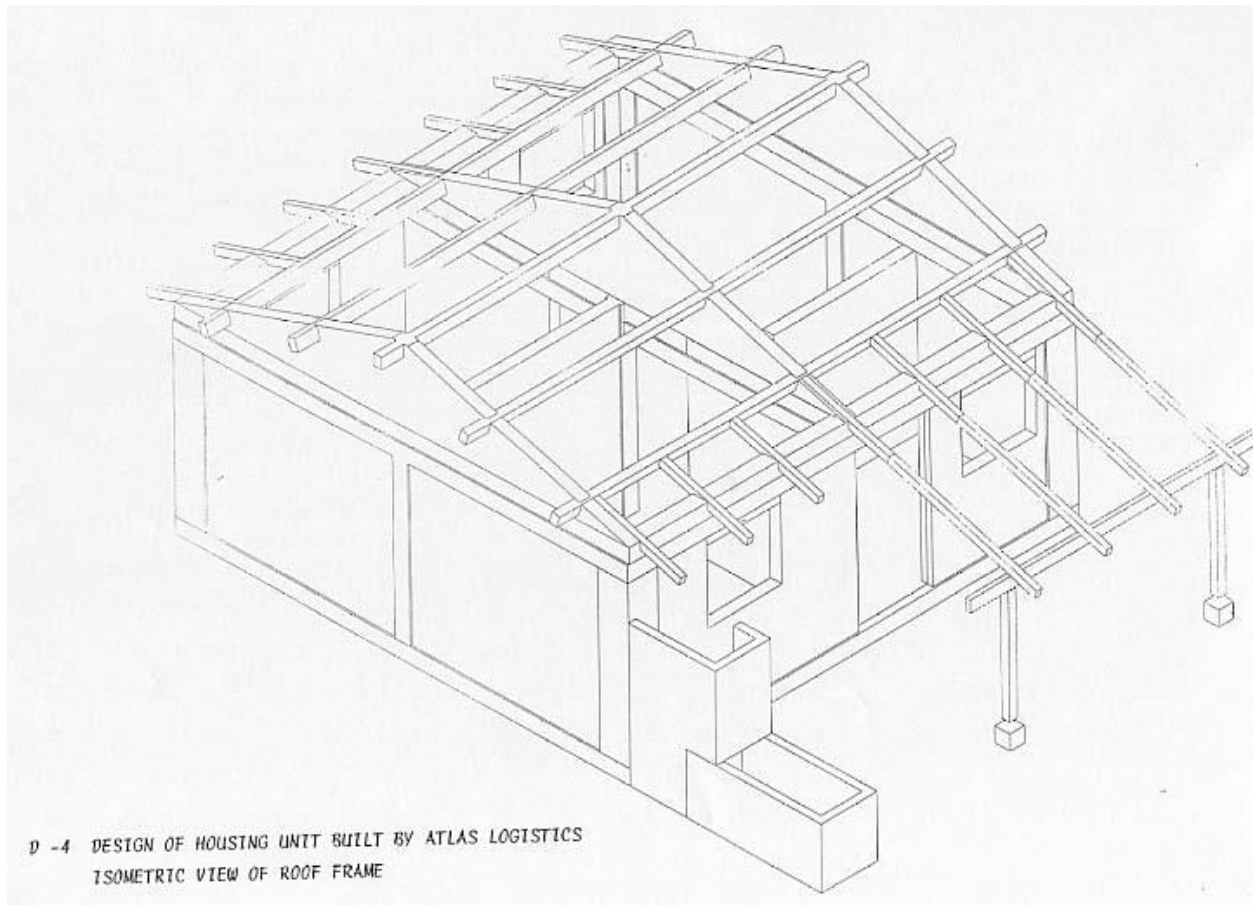 D -4 DESIGN OF HOUSING UNIT BUILT BY ATLAS LOGISTICS
ISOMETRIC VIEW OF ROOF FRAME